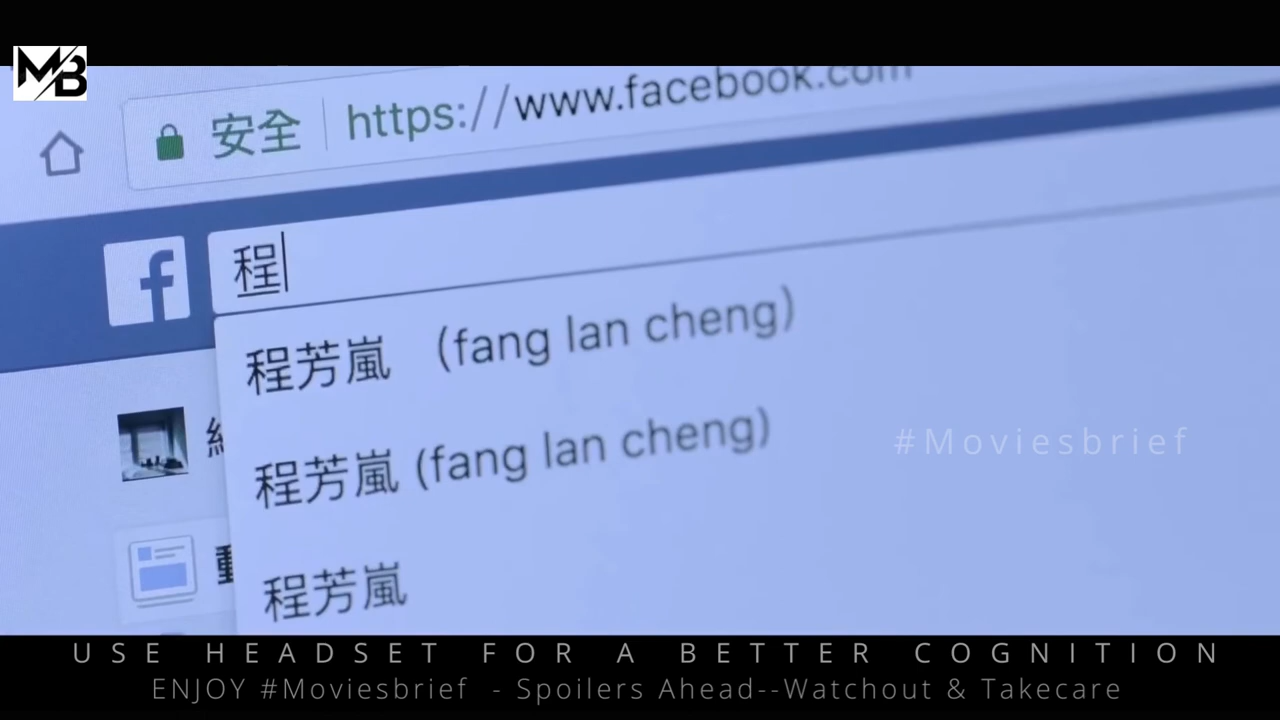 MB
安全 https://www.facebook.com
程
程芳嵐 (fang lan cheng)
程芳嵐 (fang lan cheng)
程芳嵐
#Moviesbrief
USE HEADSET FOR A BETTER COGNITION
ENJOY #Moviesbrief - Spoilers Ahead--Watchout & Takecare